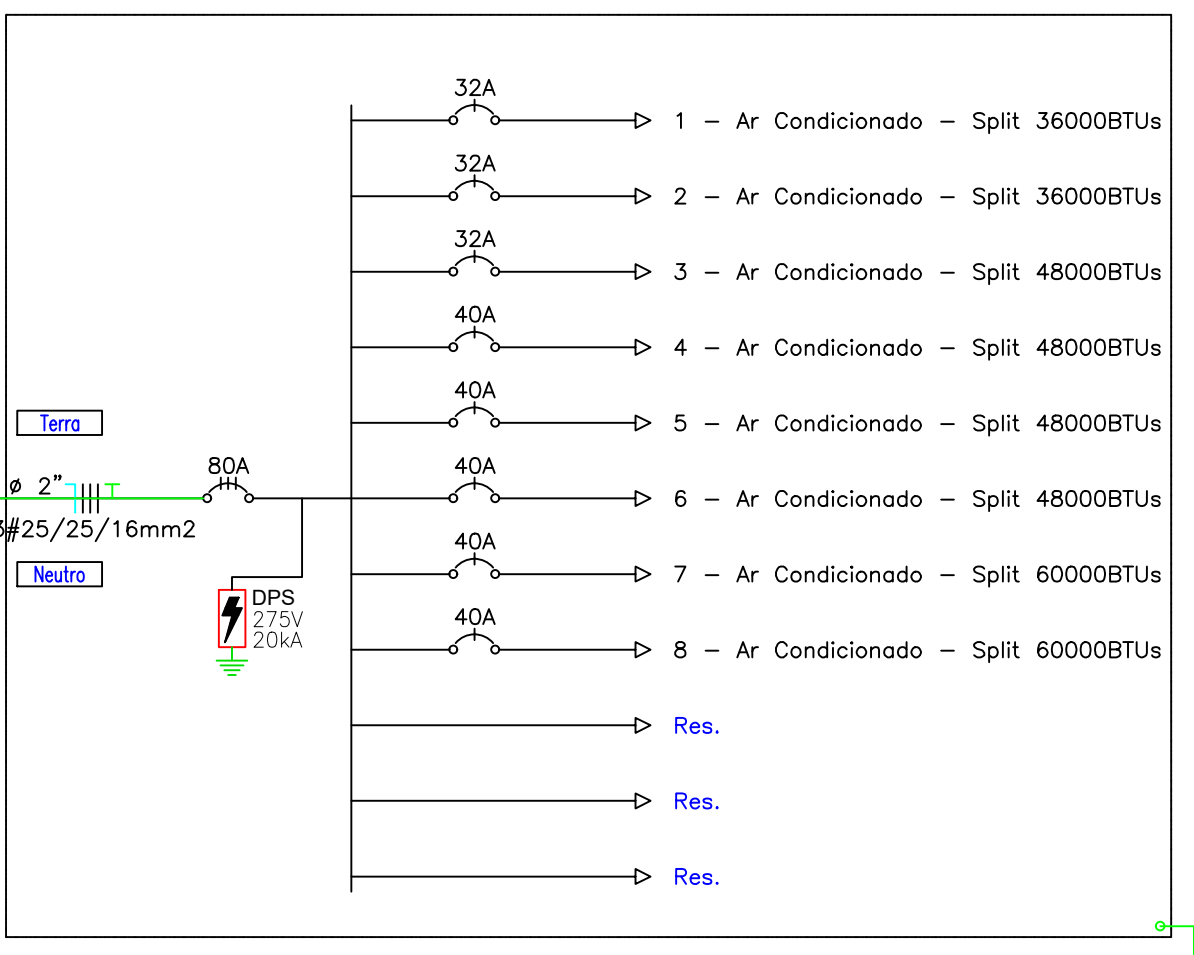 32A
1 - Ar Condicionado - Split 36000BTUs
32A
2 - Ar Condicionado - Split 36000BTUs
32A
3 - Ar Condicionado - Split 48000BTUs
40A
4 - Ar Condicionado - Split 48000BTUs
40A
5 - Ar Condicionado - Split 48000BTUs
Terra
80A
40A
6 - Ar Condicionado - Split 48000BTUs
ø 2"
3#25/25/16mm2
Neutro
40A
7 - Ar Condicionado - Split 60000BTUs
DPS
275V
20kA
40A
8 - Ar Condicionado - Split 60000BTUs
Res.
Res.
Res.